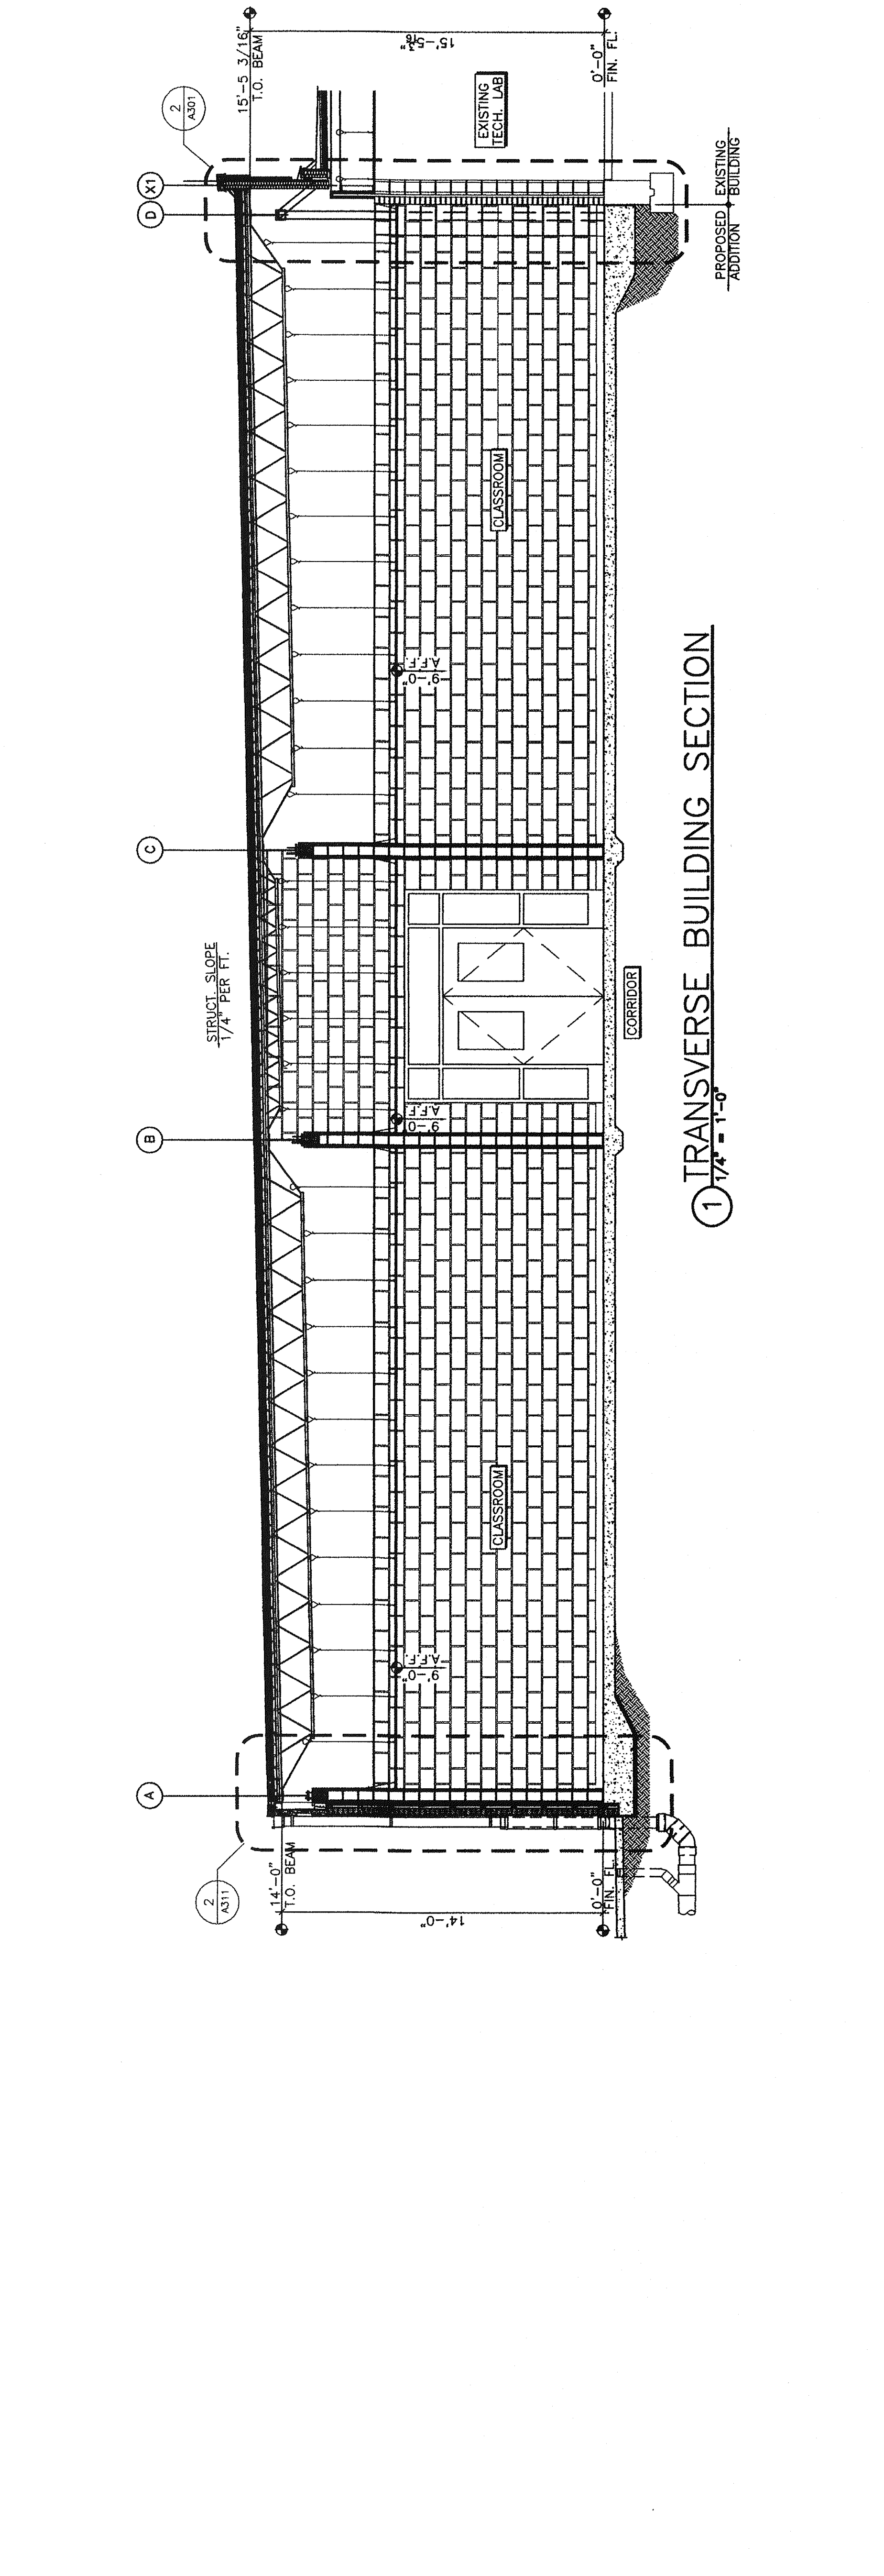 2
A311
A
B
C
D
X1
2
A301
STRUCT. SLOPE
1/4" PER FT.
14'-0"
T.O. BEAM
14'-0"
0'-0"
FIN. FL.
15'-5 3/16"
T.O. BEAM
15'-5 3/16"
0'-0"
FIN. FL.
9'-0"
A.F.F.
9'-0"
A.F.F.
9'-0"
A.F.F.
CLASSROOM
CLASSROOM
EXISTING
TECH. LAB
CORRIDOR
PROPOSED
ADDITION
EXISTING
BUILDING
1
TRANSVERSE BUILDING SECTION
1/4" = 1'-0"